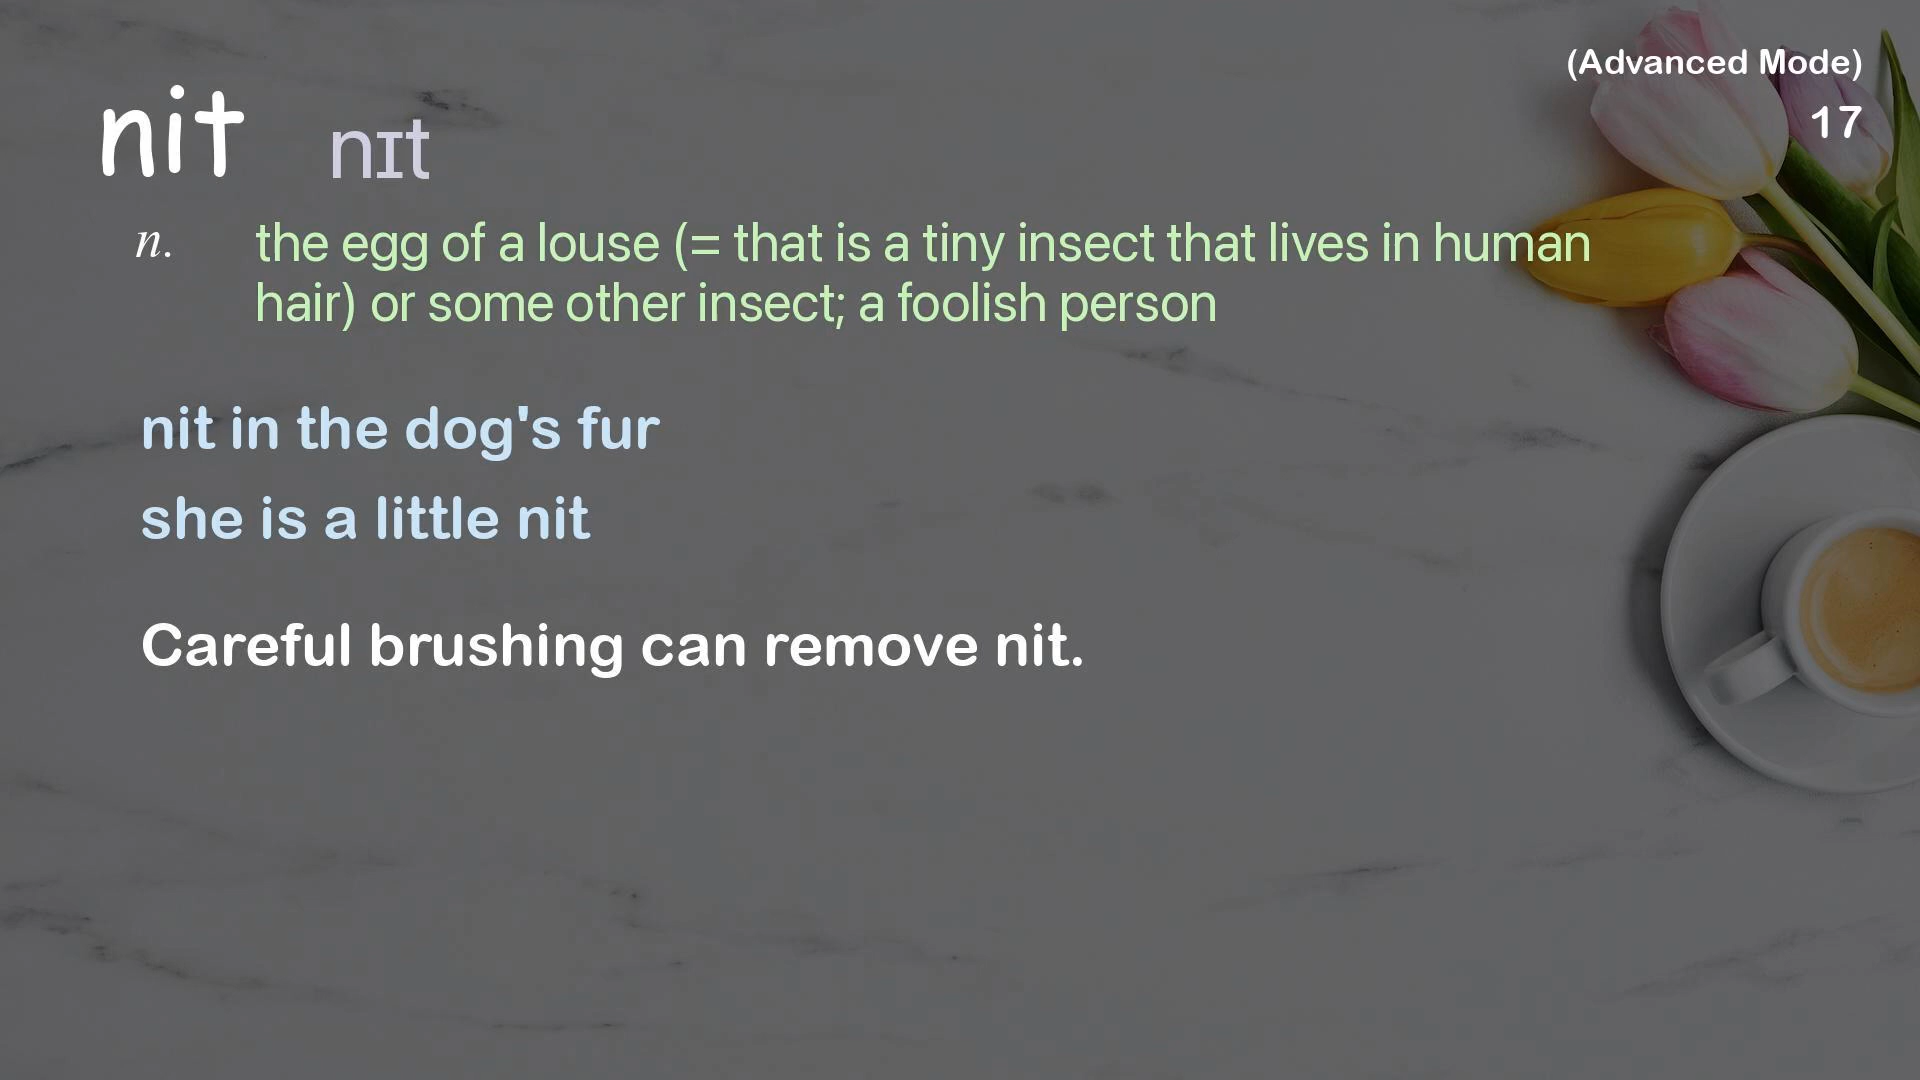 (Advanced Mode)
17
nit nɪt
n. the egg of a louse (= that is a tiny insect that lives in human
hair) or some other insect; a foolish person
nit in the dog's fur
she is a little nit
Careful brushing can remove nit.